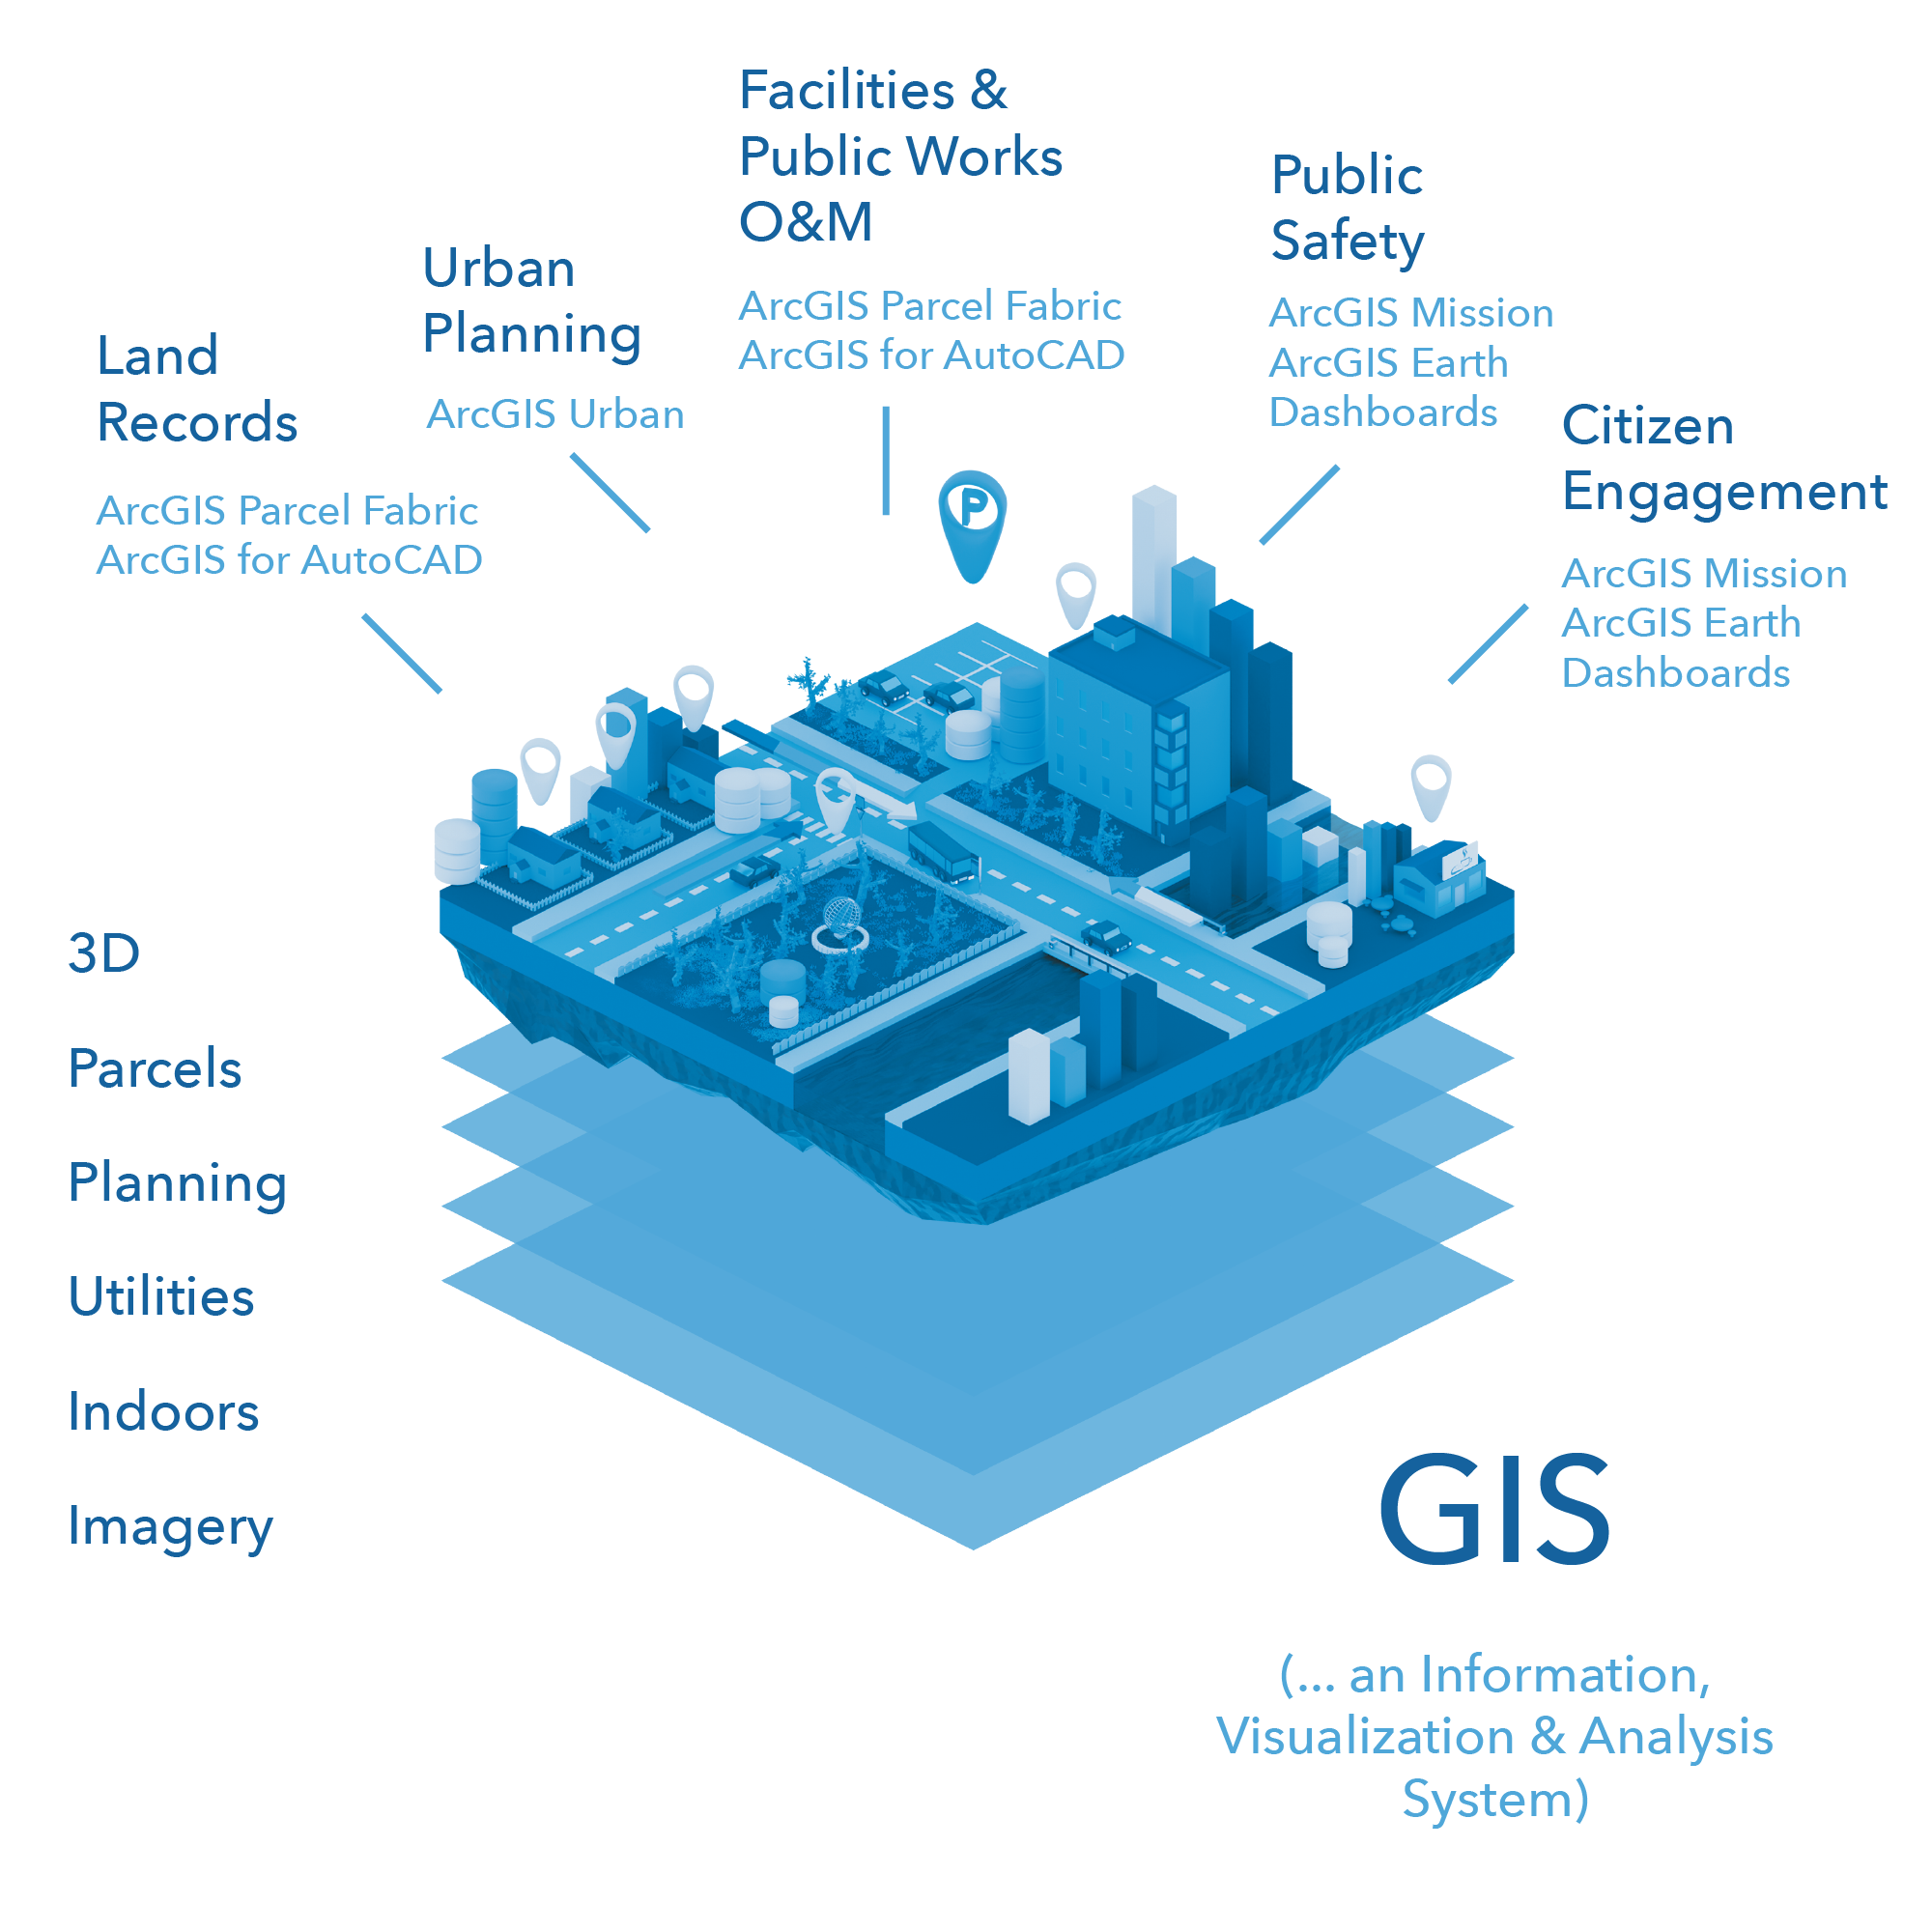 Facilities &
Public Works
O&M
ArcGIS Parcel Fabric
ArcGIS for AutoCAD
Public
Safety
ArcGIS Mission
ArcGIS Earth
Dashboards
Urban
Planning
ArcGIS Urban
Land
Records
ArcGIS Parcel Fabric
ArcGIS for AutoCAD
Citizen
Engagement
ArcGIS Mission
ArcGIS Earth
Dashboards
P
3D
Parcels
Planning
Utilities
Indoors
Imagery
GIS
(... an Information,
Visualization & Analysis
System)